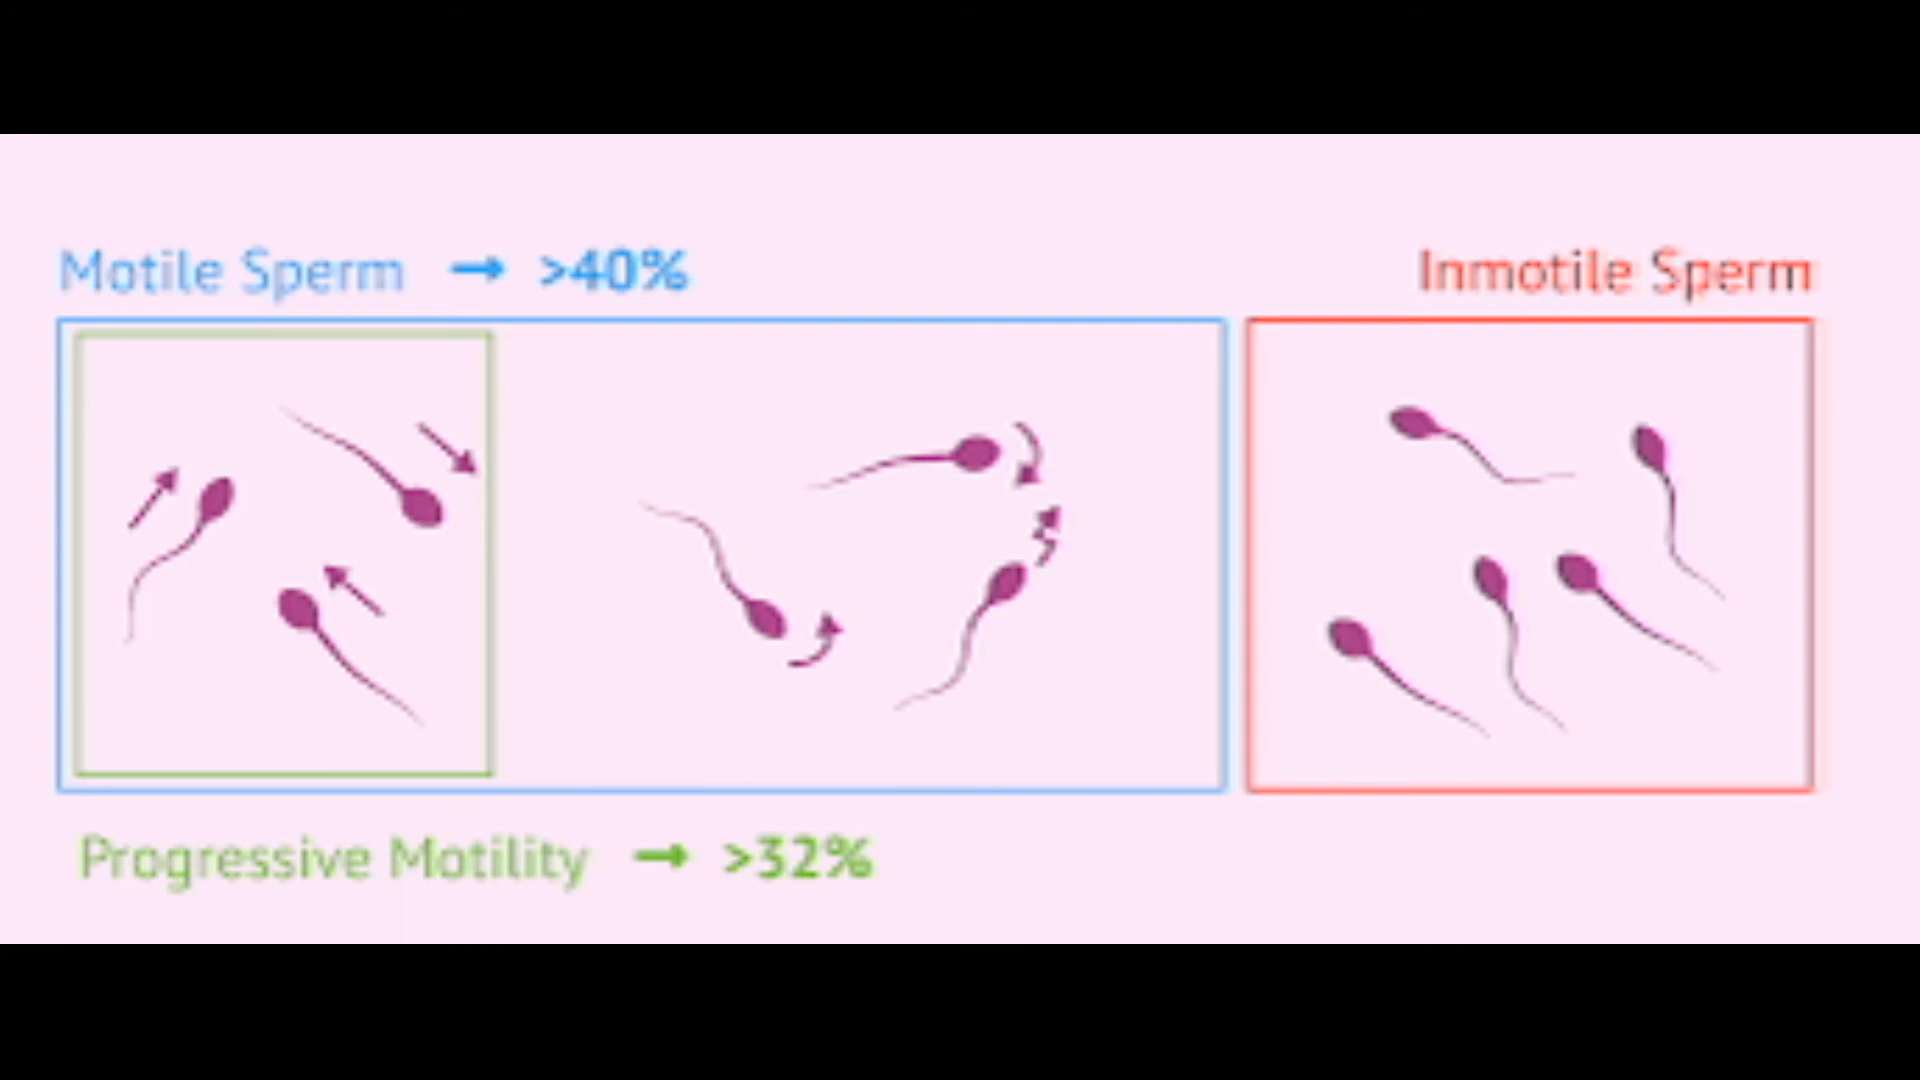 Motile Sperm → >40%
Inmotile Sperm
Progressive Motility → >32%